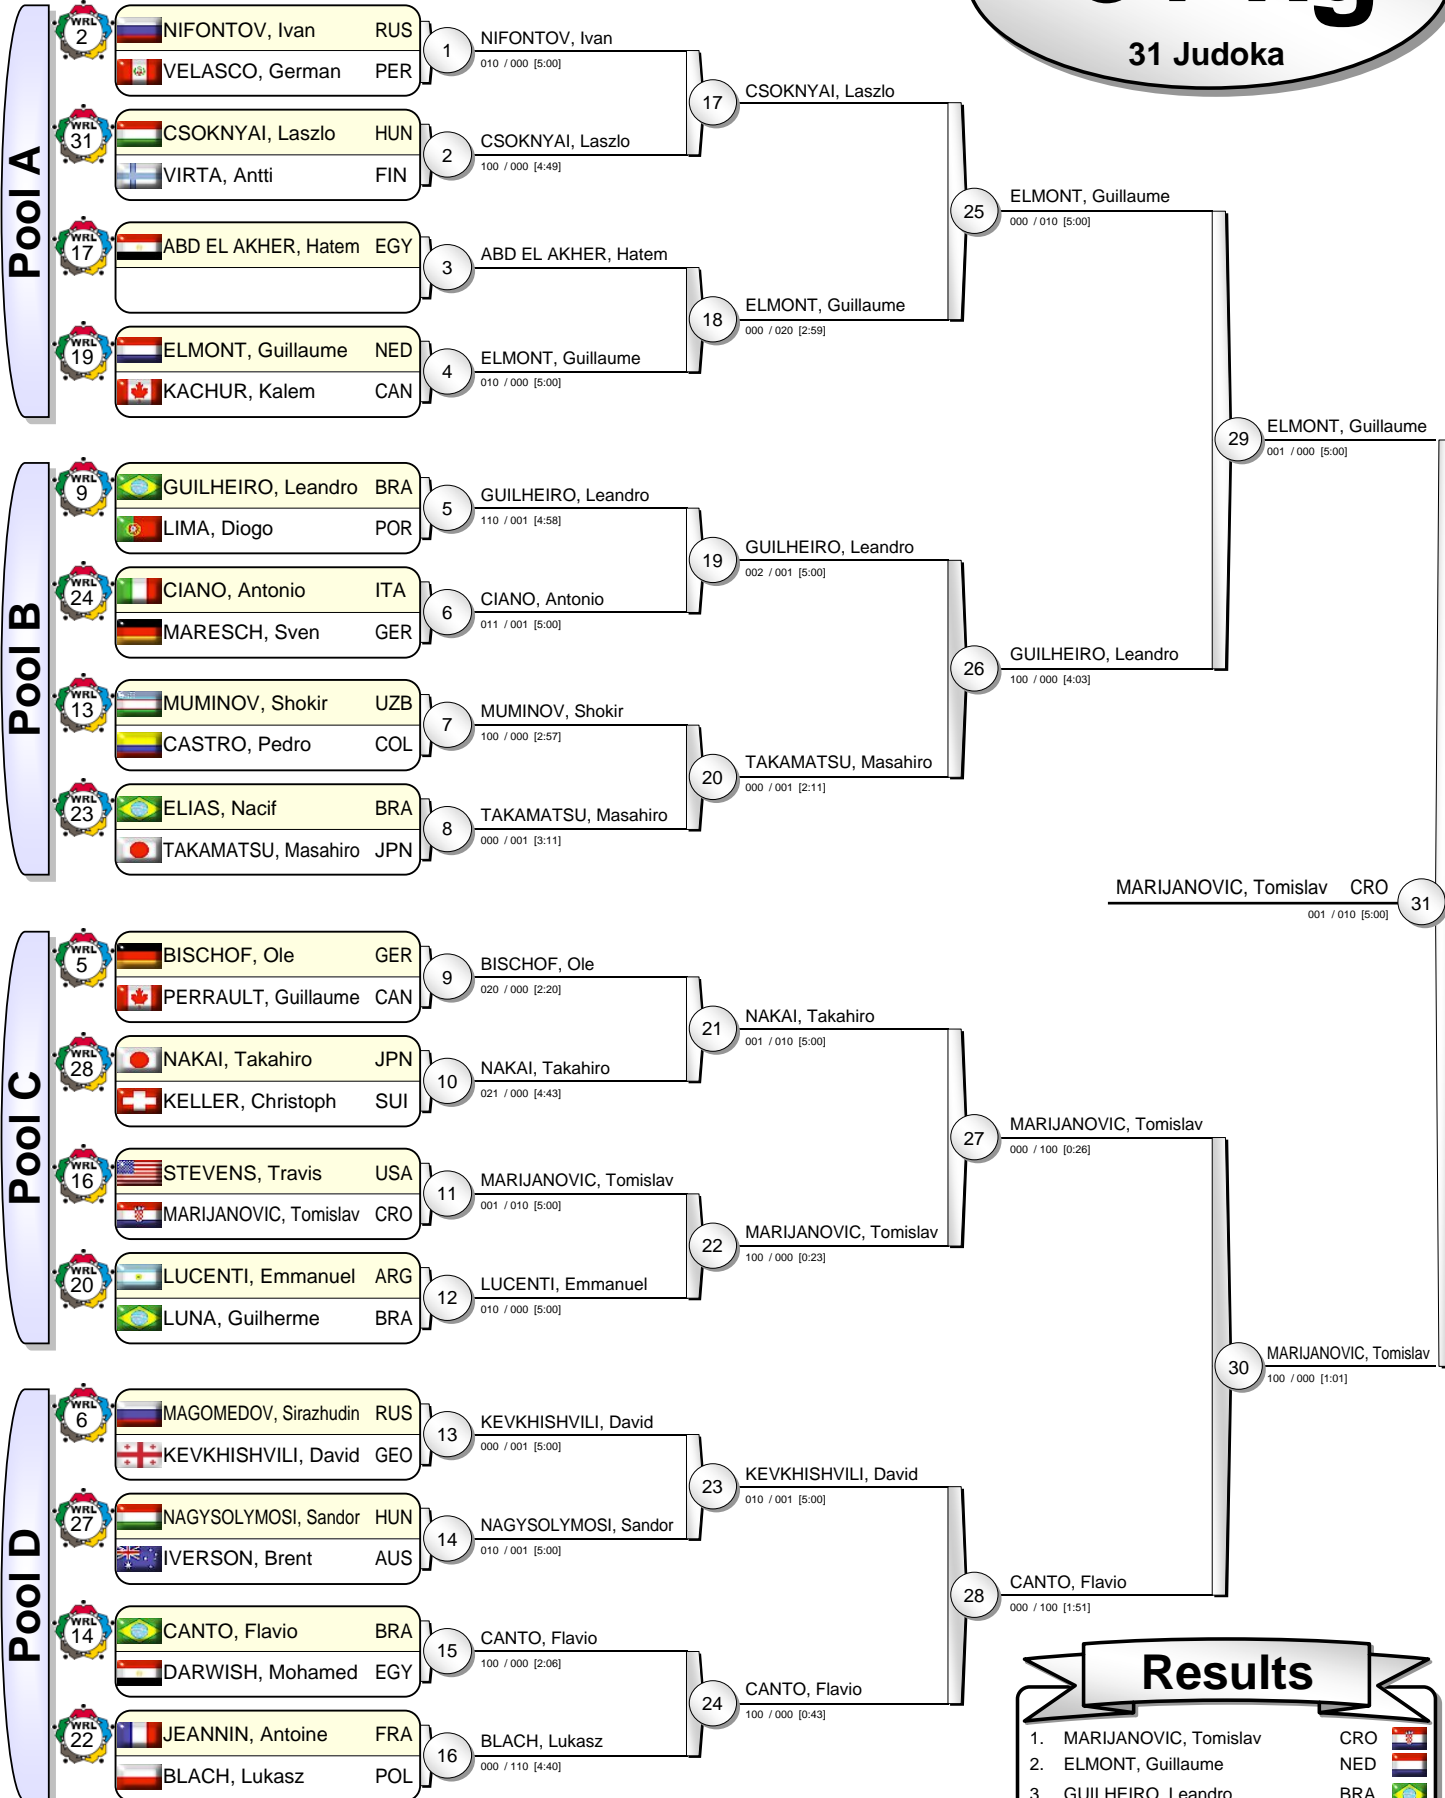 31 Judoka
Pool A
WRL 2
NIFONTOV, Ivan RUS
VELASCO, German PER
WRL 31
CSOKNYAI, Laszlo HUN
VIRTA, Antti FIN
WRL 17
ABD EL AKHER, Hatem EGY
WRL 19
ELMONT, Guillaume NED
KACHUR, Kalem CAN
1
NIFONTOV, Ivan
010 / 000 [5:00]
2
CSOKNYAI, Laszlo
100 / 000 [4:49]
3
ABD EL AKHER, Hatem
4
ELMONT, Guillaume
010 / 000 [5:00]
17
CSOKNYAI, Laszlo
18
ELMONT, Guillaume
000 / 020 [2:59]
25
ELMONT, Guillaume
000 / 010 [5:00]
Pool B
WRL 9
GUILHEIRO, Leandro BRA
LIMA, Diogo POR
WRL 24
CIANO, Antonio ITA
MARESCH, Sven GER
WRL 13
MUMINOV, Shokir UZB
CASTRO, Pedro COL
WRL 23
ELIAS, Nacif BRA
TAKAMATSU, Masahiro JPN
5
GUILHEIRO, Leandro
110 / 001 [4:58]
6
CIANO, Antonio
011 / 001 [5:00]
7
MUMINOV, Shokir
100 / 000 [2:57]
8
TAKAMATSU, Masahiro
000 / 001 [3:11]
19
GUILHEIRO, Leandro
002 / 001 [5:00]
20
TAKAMATSU, Masahiro
000 / 001 [2:11]
26
GUILHEIRO, Leandro
100 / 000 [4:03]
29
ELMONT, Guillaume
001 / 000 [5:00]
MARIJANOVIC, Tomislav CRO
001 / 010 [5:00]
31
Pool C
WRL 5
BISCHOF, Ole GER
PERRAULT, Guillaume CAN
WRL 28
NAKAI, Takahiro JPN
KELLER, Christoph SUI
WRL 16
STEVENS, Travis USA
MARIJANOVIC, Tomislav CRO
WRL 20
LUCENTI, Emmanuel ARG
LUNA, Guilherme BRA
9
BISCHOF, Ole
020 / 000 [2:20]
10
NAKAI, Takahiro
021 / 000 [4:43]
11
MARIJANOVIC, Tomislav
001 / 010 [5:00]
12
LUCENTI, Emmanuel
010 / 000 [5:00]
21
NAKAI, Takahiro
001 / 010 [5:00]
22
MARIJANOVIC, Tomislav
100 / 000 [0:23]
27
MARIJANOVIC, Tomislav
000 / 100 [0:26]
Pool D
WRL 6
MAGOMEDOV, Sirazhudin RUS
KEVKHISHVILI, David GEO
WRL 27
NAGYSOLYMOSI, Sandor HUN
IVERSON, Brent AUS
WRL 14
CANTO, Flavio BRA
DARWISH, Mohamed EGY
WRL 22
JEANNIN, Antoine FRA
BLACH, Lukasz POL
13
KEVKHISHVILI, David
000 / 001 [5:00]
14
NAGYSOLYMOSI, Sandor
010 / 001 [5:00]
15
CANTO, Flavio
100 / 000 [2:06]
16
BLACH, Lukasz
000 / 110 [4:40]
23
KEVKHISHVILI, David
010 / 001 [5:00]
24
CANTO, Flavio
100 / 000 [0:43]
28
CANTO, Flavio
000 / 100 [1:51]
30
MARIJANOVIC, Tomislav
100 / 000 [1:01]
Results
1. MARIJANOVIC, Tomislav CRO
2. ELMONT, Guillaume NED
3. GUILHEIRO, Leandro BRA